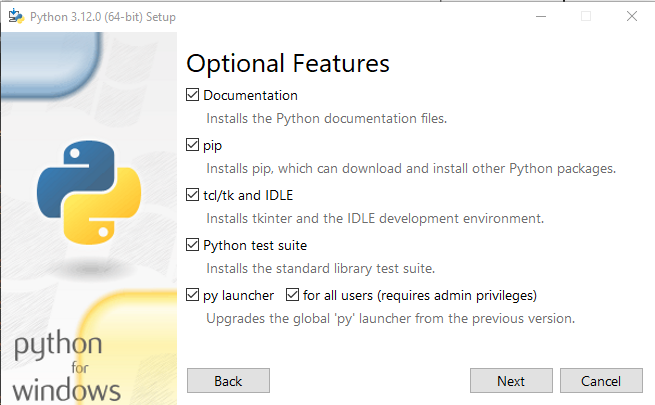 Python 3.12.0 (64-bit) Setup
Optional Features
Documentation
Installs the Python documentation files.
pip
Installs pip, which can download and install other Python packages.
tcl/tk and IDLE
Installs tkinter and the IDLE development environment.
Python test suite
Installs the standard library test suite.
py launcher for all users (requires admin privileges)
Upgrades the global 'py' launcher from the previous version.
python
for
windows
Back Next Cancel